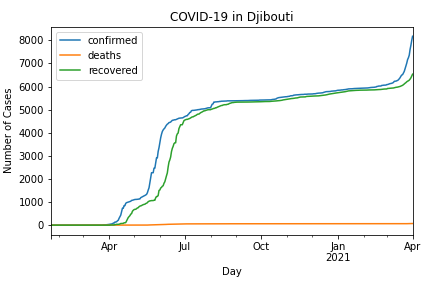 COVID-19 in Djibouti
confirmed
deaths
recovered
Number of Cases
8000
7000
6000
5000
4000
3000
2000
1000
0
Apr
Jul
Oct
Jan
2021
Apr
Day